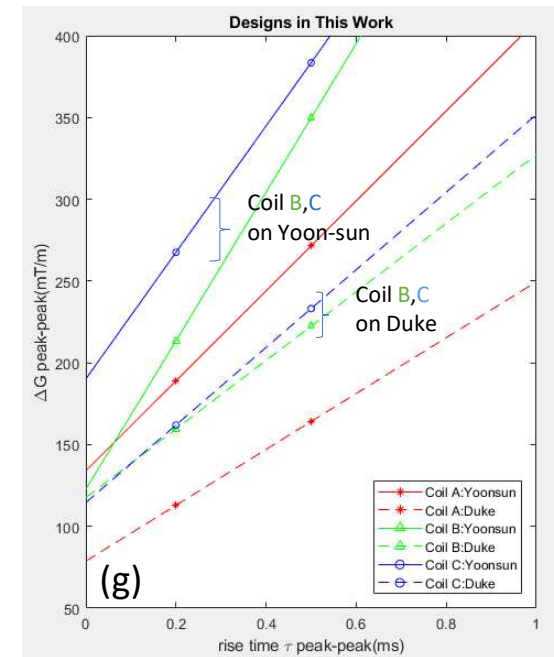 Designs in This Work
400
350
300
250
200
150
100
50
ΔG peak-peak(mT/m)
Coil B,C
on Yoon-sun
Coil B,C
on Duke
(g)
Coil A:Yoonsun
Coil A:Duke
Coil B:Yoonsun
Coil B:Duke
Coil C:Yoonsun
Coil C:Duke
0 0.2 0.4 0.6 0.8 1
rise time τ peak-peak(ms)